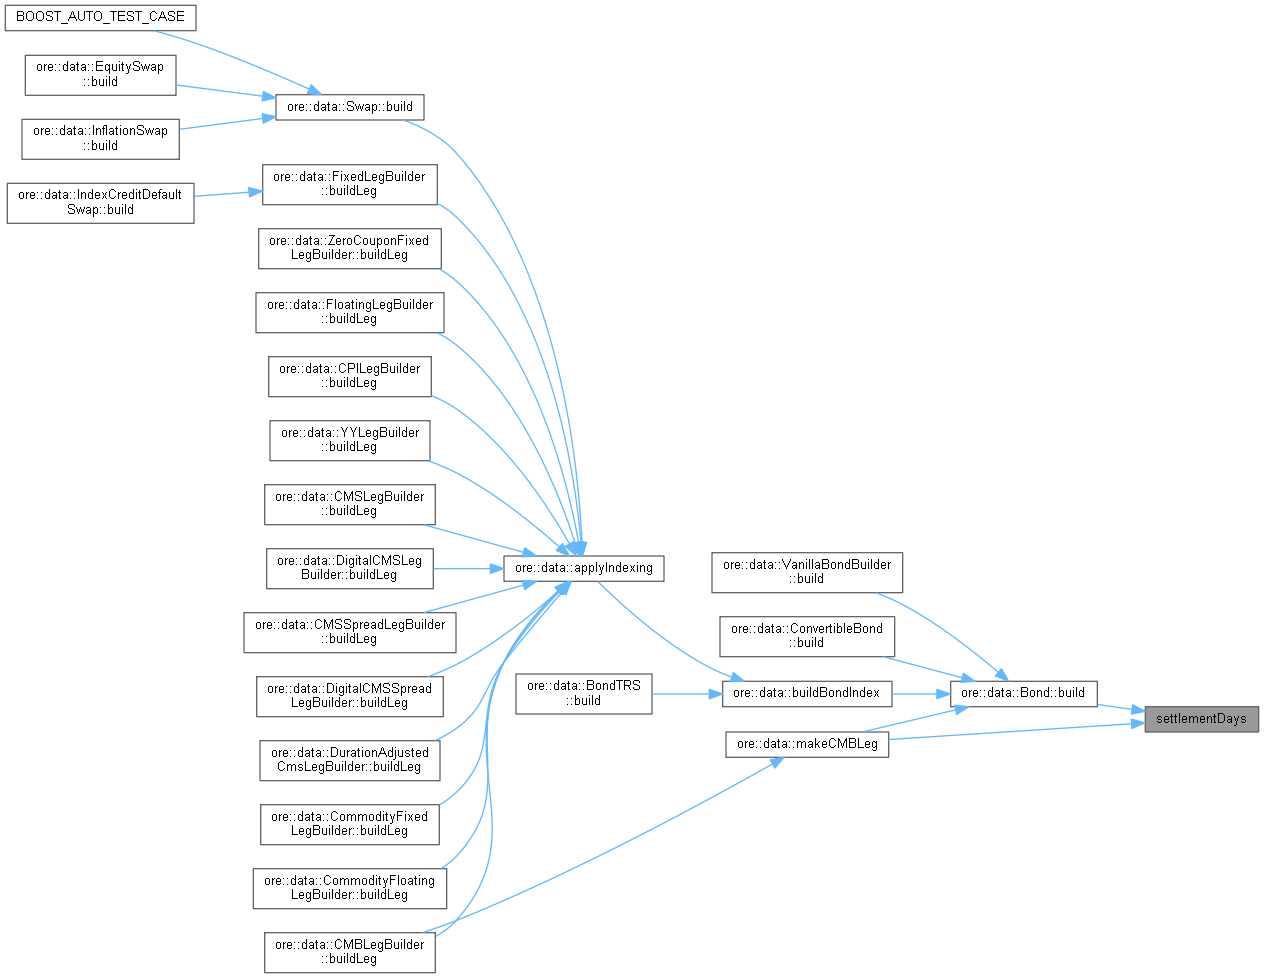 BOOST_AUTO_TEST_CASE
ore::data::EquitySwap
::build
ore::data::Swap::build
ore::data::InflationSwap
::build
ore::data::FixedLegBuilder
::buildLeg
ore::data::IndexCreditDefault
Swap::build
ore::data::ZeroCouponFixed
LegBuilder::buildLeg
ore::data::FloatingLegBuilder
::buildLeg
ore::data::CPILegBuilder
::buildLeg
ore::data::YYLegBuilder
::buildLeg
ore::data::CMSLegBuilder
::buildLeg
ore::data::DigitalCMSLeg
Builder::buildLeg
ore::data::applyIndexing
ore::data::VanillaBondBuilder
::build
ore::data::CMSSpreadLegBuilder
::buildLeg
ore::data::ConvertibleBond
::build
ore::data::DigitalCMSSpread
LegBuilder::buildLeg
ore::data::BondTRS
::build
ore::data::buildBondIndex
ore::data::Bond::build
settlementDays
ore::data::DurationAdjusted
CmsLegBuilder::buildLeg
ore::data::makeCMBLeg
ore::data::CommodityFixed
LegBuilder::buildLeg
ore::data::CommodityFloating
LegBuilder::buildLeg
ore::data::CMBLegBuilder
::buildLeg